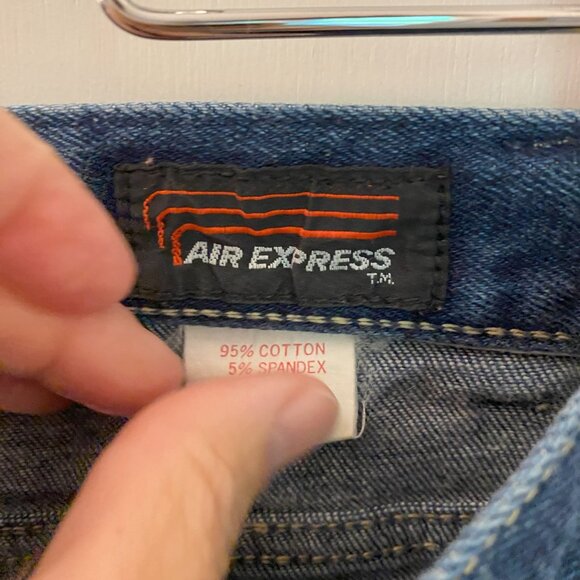 AIR EXPRESS
T.M.
95% COTTON
5% SPANDEX